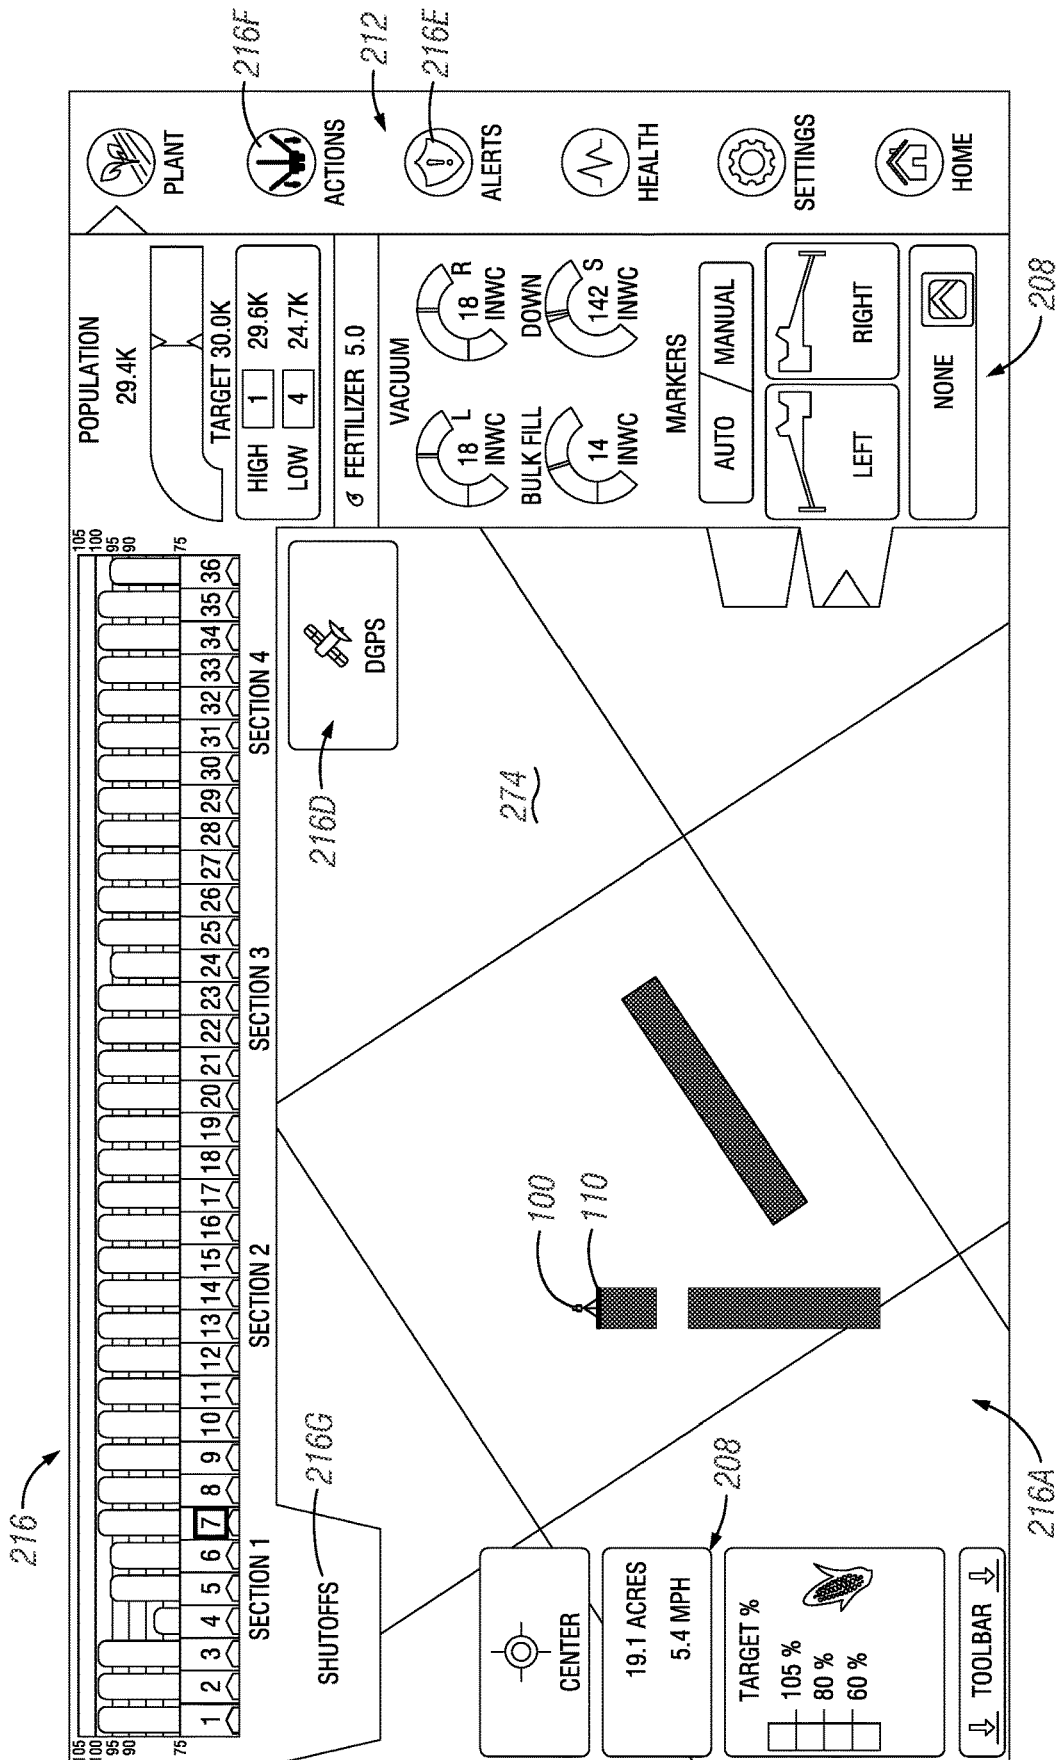 216
105
100
95
90
75
105
100
95
90
75
1 2 3 4 5 6 7 8 9 10 11 12 13 14 15 16 17 18 19 20 21 22 23 24 25 26 27 28 29 30 31 32 33 34 35 36
SECTION 1 SECTION 2 SECTION 3 SECTION 4
SHUTOFFS
216G
DGPS
216D
274
100
110
CENTER
19.1 ACRES
5.4 MPH
208
TARGET %
105 %
80 %
60 %
TOOLBAR
216A
POPULATION
29.4K
TARGET 30.0K
HIGH 1 29.6K
LOW 4 24.7K
FERTILIZER 5.0
VACUUM
18 L 18 R
INWC INWC
BULK FILL DOWN
14 142 S
INWC INWC
MARKERS
AUTO MANUAL
LEFT RIGHT
NONE
208
PLANT
216F
ACTIONS
212
216E
ALERTS
HEALTH
SETTINGS
HOME